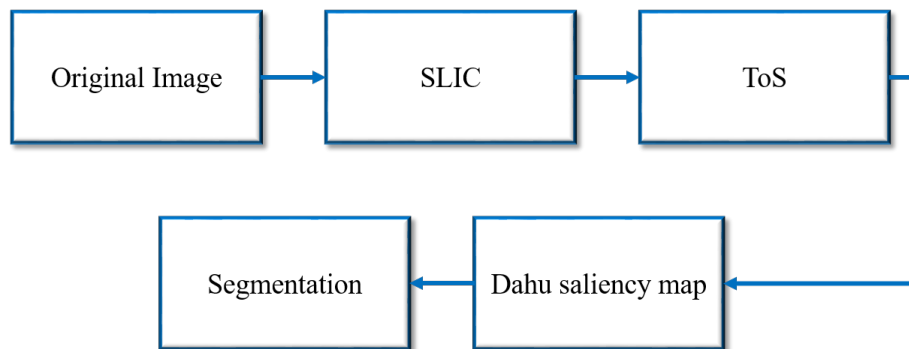 Original Image
SLIC
ToS
Segmentation
Dahu saliency map